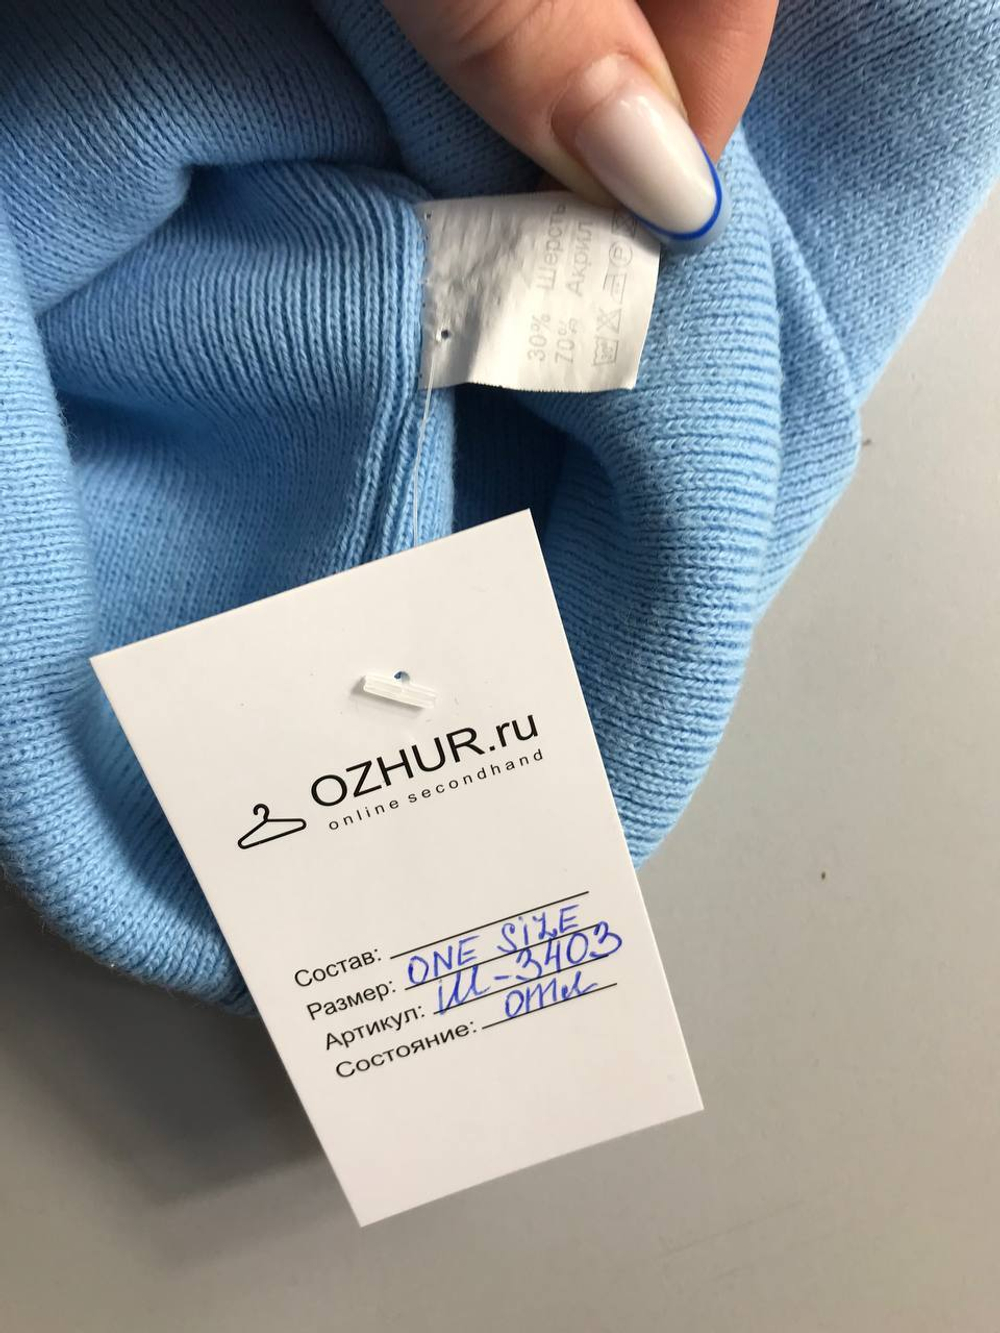 30% Шерсть
70% Акрил
OZHUR.ru
online secondhand
Состав:
Размер: ONE SIZE
Артикул: Ш-3403
Состояние: отл